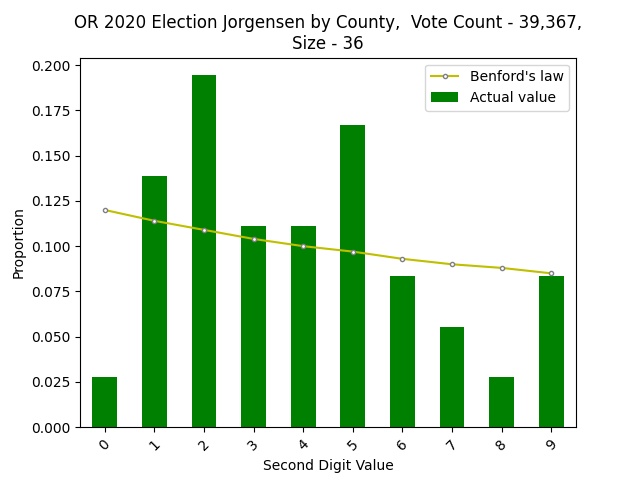 OR 2020 Election Jorgensen by County,  Vote Count - 39,367,
Size - 36
Benford's law
Actual value
0.200
0.175
0.150
0.125
0.100
0.075
0.050
0.025
0.000
Proportion
0 1 2 3 4 5 6 7 8 9
Second Digit Value